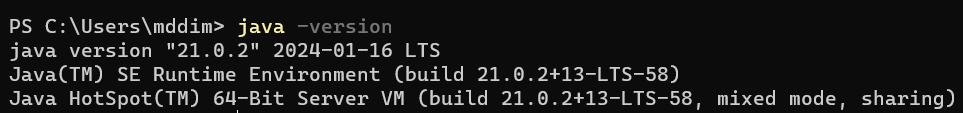 PS C:\Users\mddim> java -version
java version "21.0.2" 2024-01-16 LTS
Java(TM) SE Runtime Environment (build 21.0.2+13-LTS-58)
Java HotSpot(TM) 64-Bit Server VM (build 21.0.2+13-LTS-58, mixed mode, sharing)